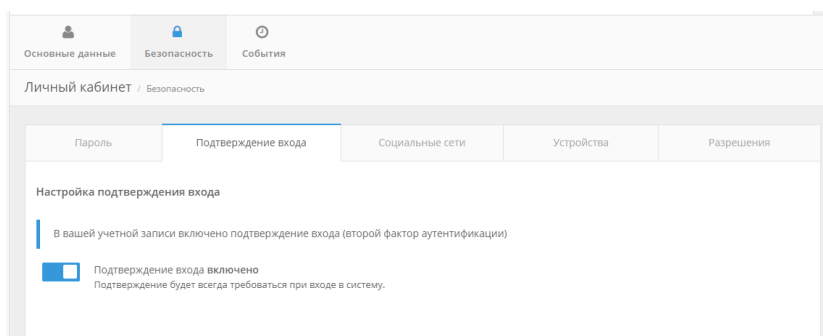 Основные данные
Безопасность
События
Личный кабинет / Безопасность
Пароль
Подтверждение входа
Социальные сети
Устройства
Разрешения
Настройка подтверждения входа
В вашей учетной записи включено подтверждение входа (второй фактор аутентификации)
Подтверждение входа включено
Подтверждение будет всегда требоваться при входе в систему.